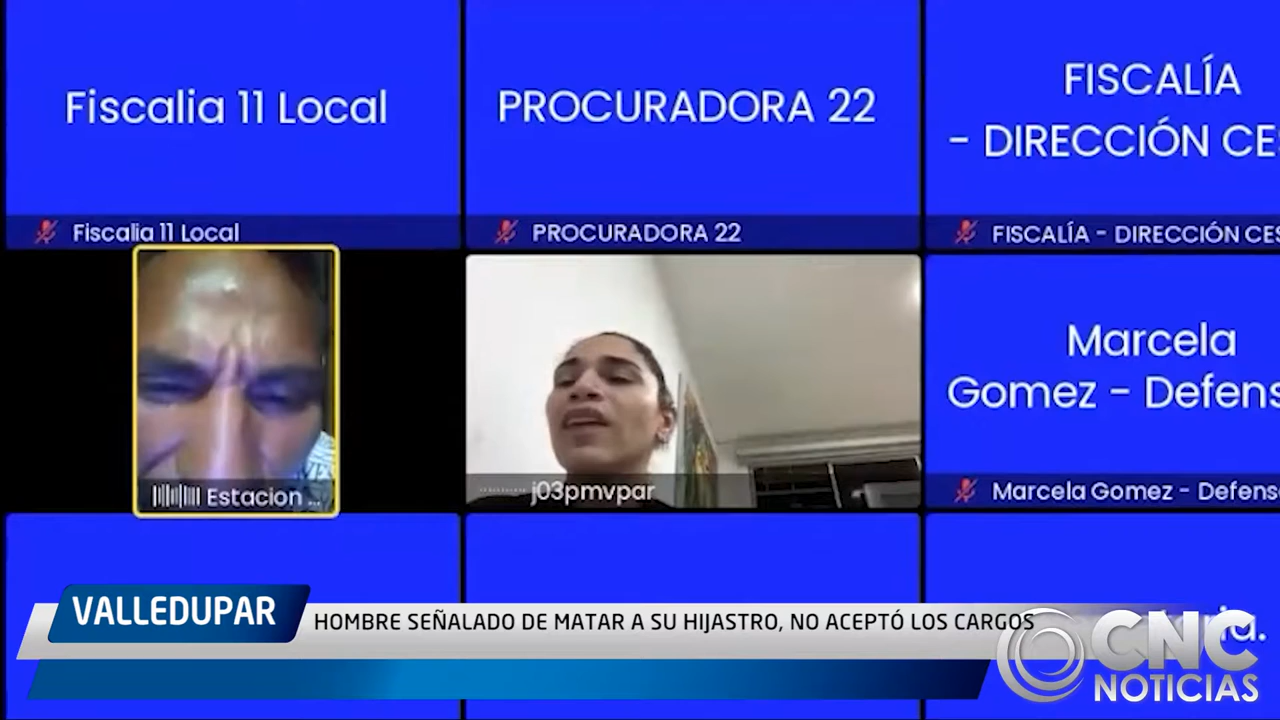 Fiscalia 11 Local
PROCURADORA 22
FISCALÍA
- DIRECCIÓN CES
Fiscalia 11 Local
PROCURADORA 22
FISCALÍA - DIRECCIÓN CES
Marcela
Gomez - Defens
Estacion ...
j03pmvpar
Marcela Gomez - Defens
VALLEDUPAR
HOMBRE SEÑALADO DE MATAR A SU HIJASTRO, NO ACEPTÓ LOS CARGOS
CNC
NOTICIAS